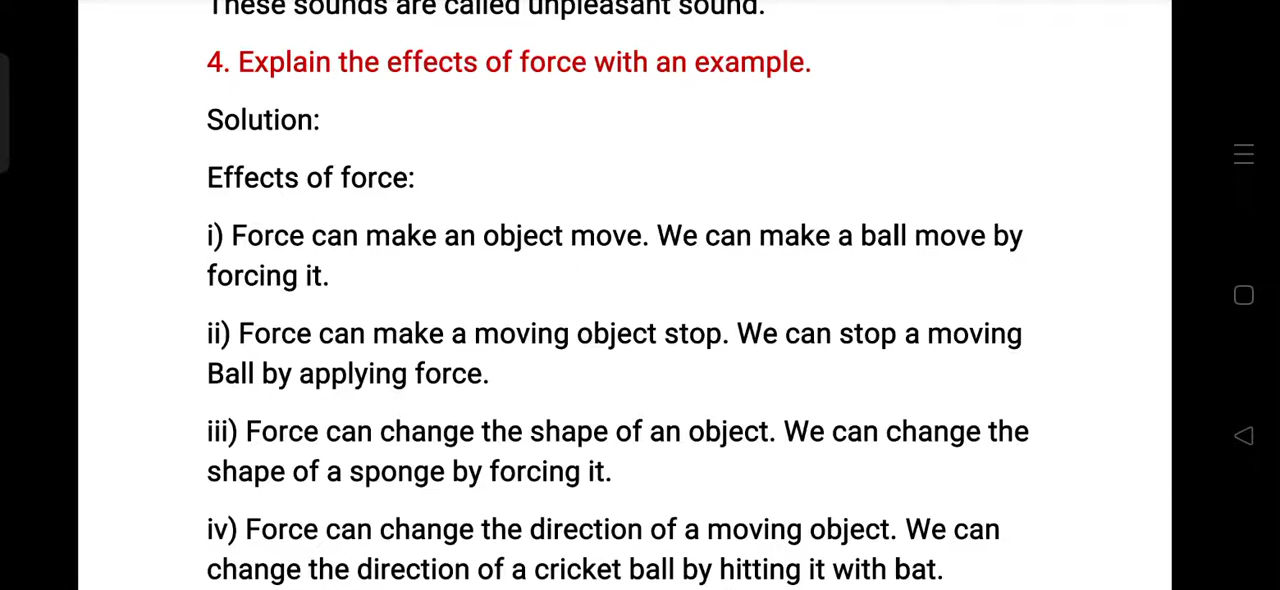 These sounds are called unpleasant sound.
4. Explain the effects of force with an example.
Solution:
Effects of force:
i) Force can make an object move. We can make a ball move by
forcing it.
ii) Force can make a moving object stop. We can stop a moving
Ball by applying force.
iii) Force can change the shape of an object. We can change the
shape of a sponge by forcing it.
iv) Force can change the direction of a moving object. We can
change the direction of a cricket ball by hitting it with bat.